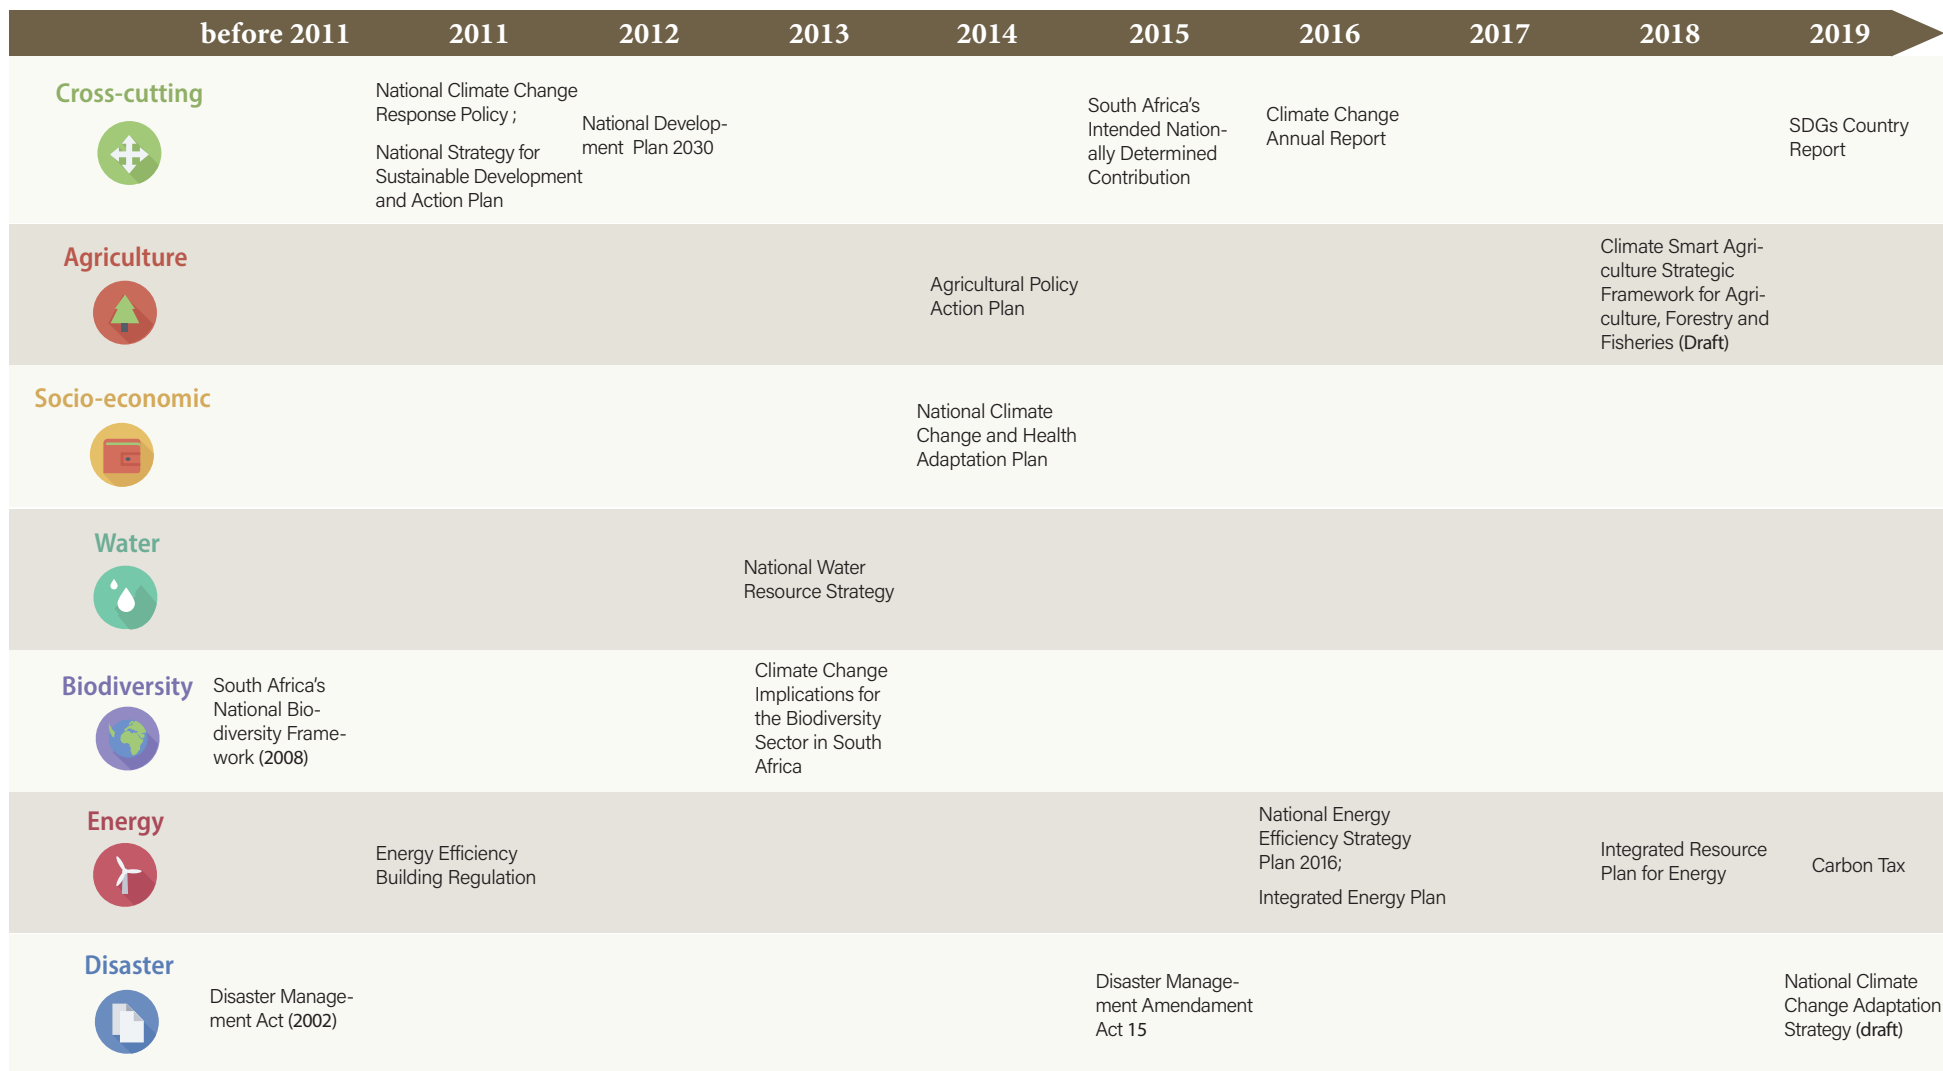 before 2011 2011 2012 2013 2014 2015 2016 2017 2018 2019
Cross-cutting
National Climate Change
Response Policy ;
National Strategy for
Sustainable Development
and Action Plan
National Develop-
ment Plan 2030
South Africa's
Intended Nation-
ally Determined
Contribution
Climate Change
Annual Report
SDGs Country
Report
Agriculture
Agricultural Policy
Action Plan
Climate Smart Agri-
culture Strategic
Framework for Agri-
culture, Forestry and
Fisheries (Draft)
Socio-economic
National Climate
Change and Health
Adaptation Plan
Water
National Water
Resource Strategy
Biodiversity
South Africa's
National Bio-
diversity Frame-
work (2008)
Climate Change
Implications for
the Biodiversity
Sector in South
Africa
Energy
Energy Efficiency
Building Regulation
National Energy
Efficiency Strategy
Plan 2016;
Integrated Energy Plan
Integrated Resource
Plan for Energy
Carbon Tax
Disaster
Disaster Manage-
ment Act (2002)
Disaster Manage-
ment Amendament
Act 15
National Climate
Change Adaptation
Strategy (draft)